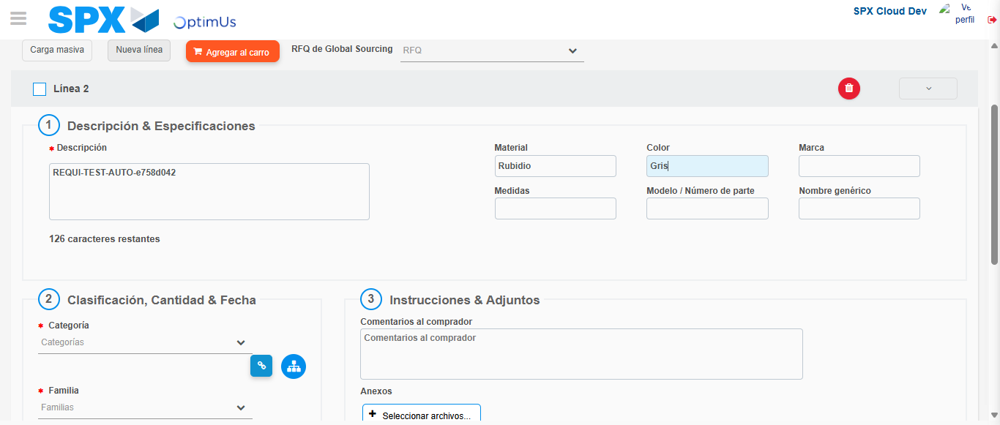 SPX
OptimUs
SPX Cloud Dev
Ve
perfil
Carga masiva
Nueva línea
Agregar al carro
RFQ de Global Sourcing
RFQ
Línea 2
1 Descripción & Especificaciones
* Descripción
REQUI-TEST-AUTO-e758d042
126 caracteres restantes
Material
Color
Marca
Rubidio
Gris
Medidas
Modelo / Número de parte
Nombre genérico
2 Clasificación, Cantidad & Fecha
* Categoría
Categorías
* Familia
Familias
3 Instrucciones & Adjuntos
Comentarios al comprador
Comentarios al comprador
Anexos
+ Seleccionar archivos...